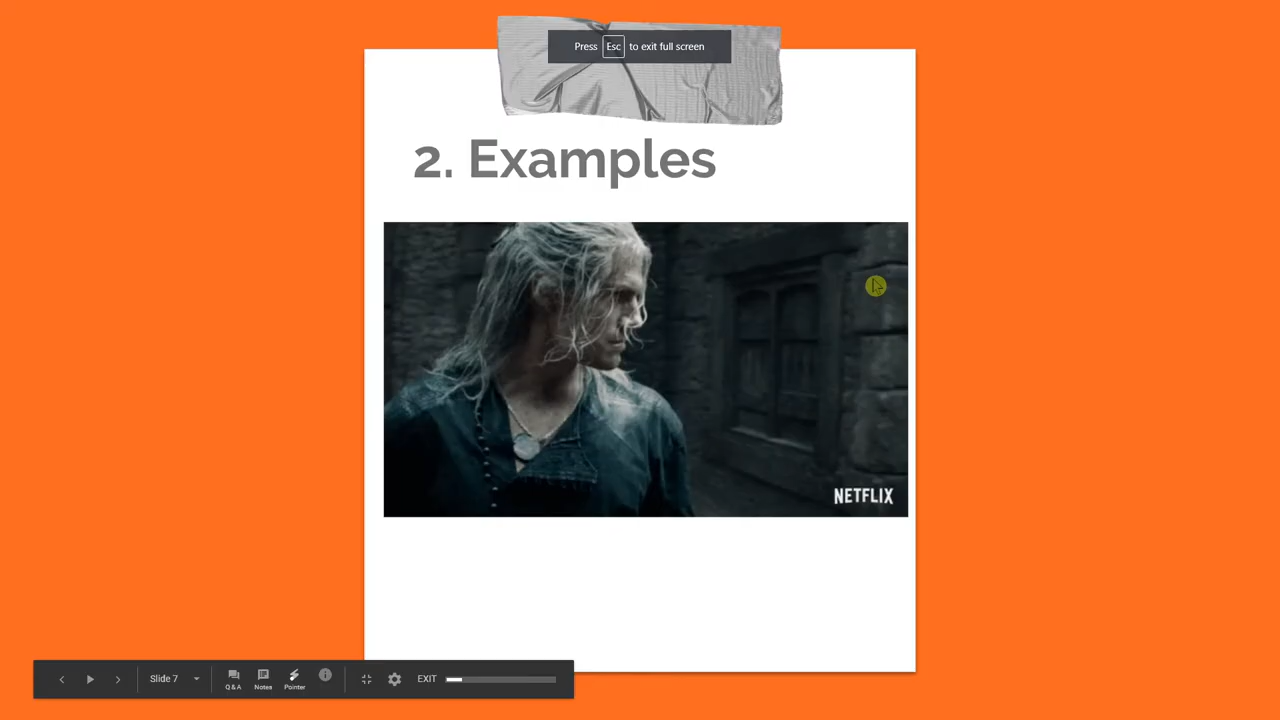 Press Esc to exit full screen
2. Examples
NETFLIX
Slide 7
Q & A
Notes
Pointer
EXIT